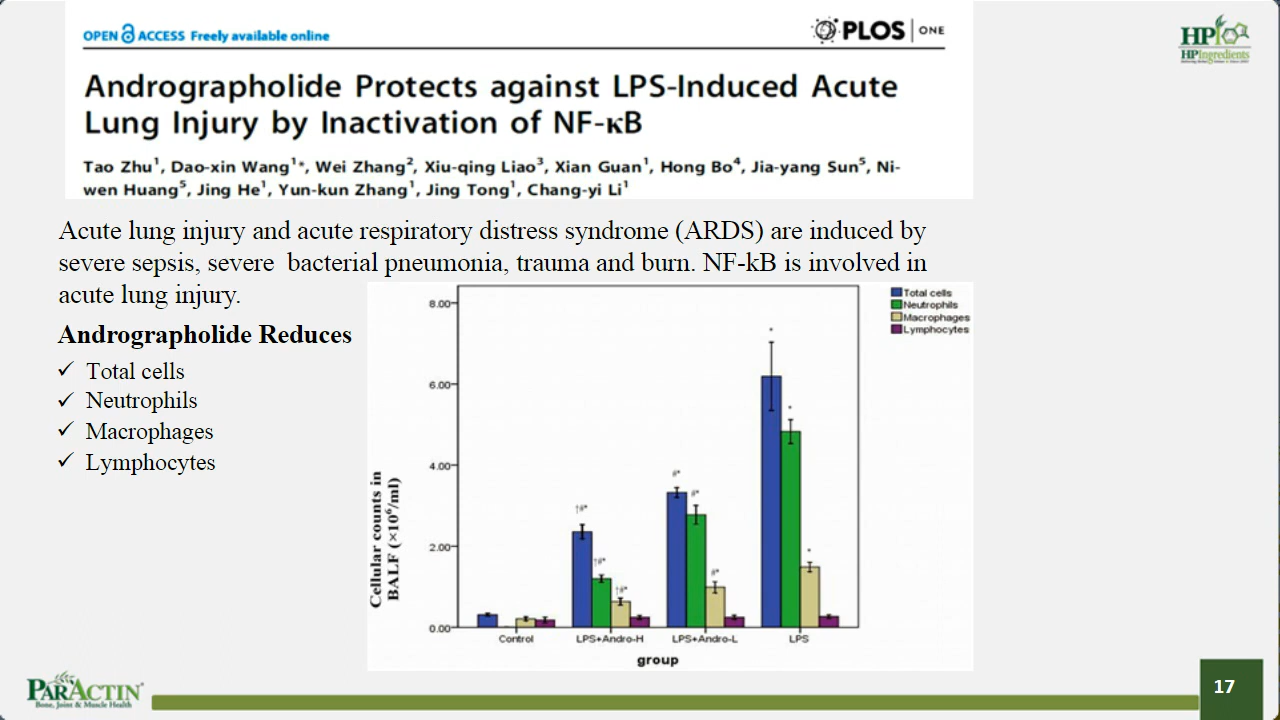 OPEN ACCESS Freely available online
PLOS | ONE
HP
HP Ingredients
Andrographolide Protects against LPS-Induced Acute
Lung Injury by Inactivation of NF-κB
Tao Zhu1, Dao-xin Wang1*, Wei Zhang2, Xiu-qing Liao3, Xian Guan1, Hong Bo4, Jia-yang Sun5, Ni-
wen Huang5, Jing He1, Yun-kun Zhang1, Jing Tong1, Chang-yi Li1
Acute lung injury and acute respiratory distress syndrome (ARDS) are induced by
severe sepsis, severe  bacterial pneumonia, trauma and burn. NF-kB is involved in
acute lung injury.
Andrographolide Reduces
✓ Total cells
✓ Neutrophils
✓ Macrophages
✓ Lymphocytes
Total cells
Neutrophils
Macrophages
Lymphocytes
8.00
6.00
4.00
2.00
0.00
Cellular counts in
BALF (×10⁶/ml)
†#*
†#*
†#*
#*
#*
#*
*
*
*
Control
LPS+Andro-H
LPS+Andro-L
LPS
group
PARACTIN
Bone, Joint & Muscle Health
17